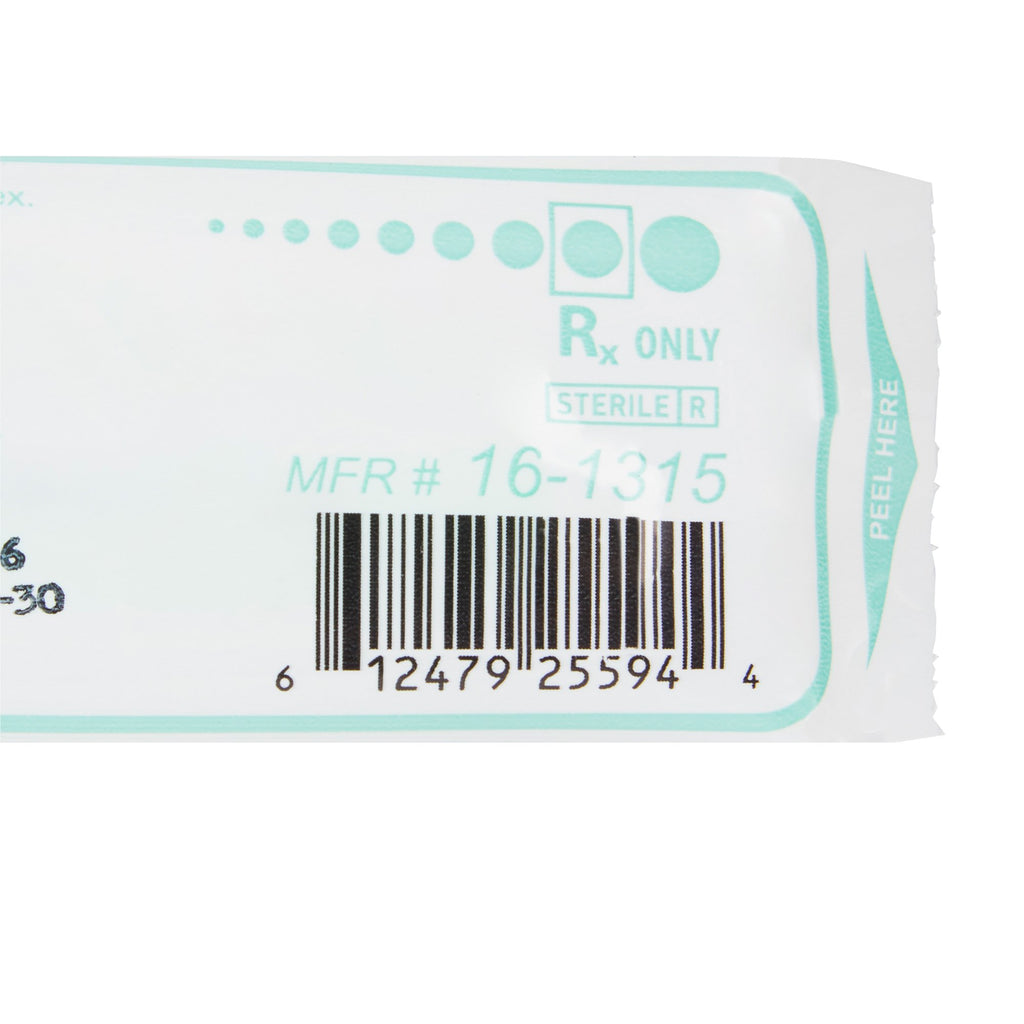 ex.
Rx ONLY
STERILE R
MFR # 16-1315
6
-30
6 12479 25594 4
PEEL HERE